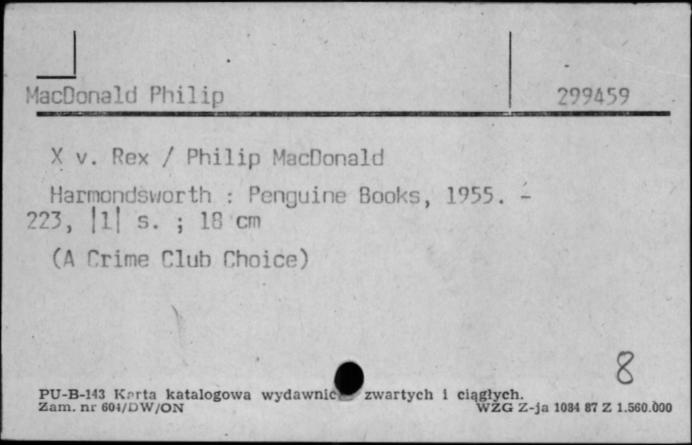 MacDonald Philip 299459
X v. Rex / Philip MacDonald
Harmondsworth : Penguine Books, 1955. -
223, |1| s. ; 18 cm
(A Crime Club Choice)
8
PU-B-143 Karta katalogowa wydawnic zwartych i ciągłych.
Zam. nr 604/DW/ON WZG Z-ja 1084 87 Z 1.560.000